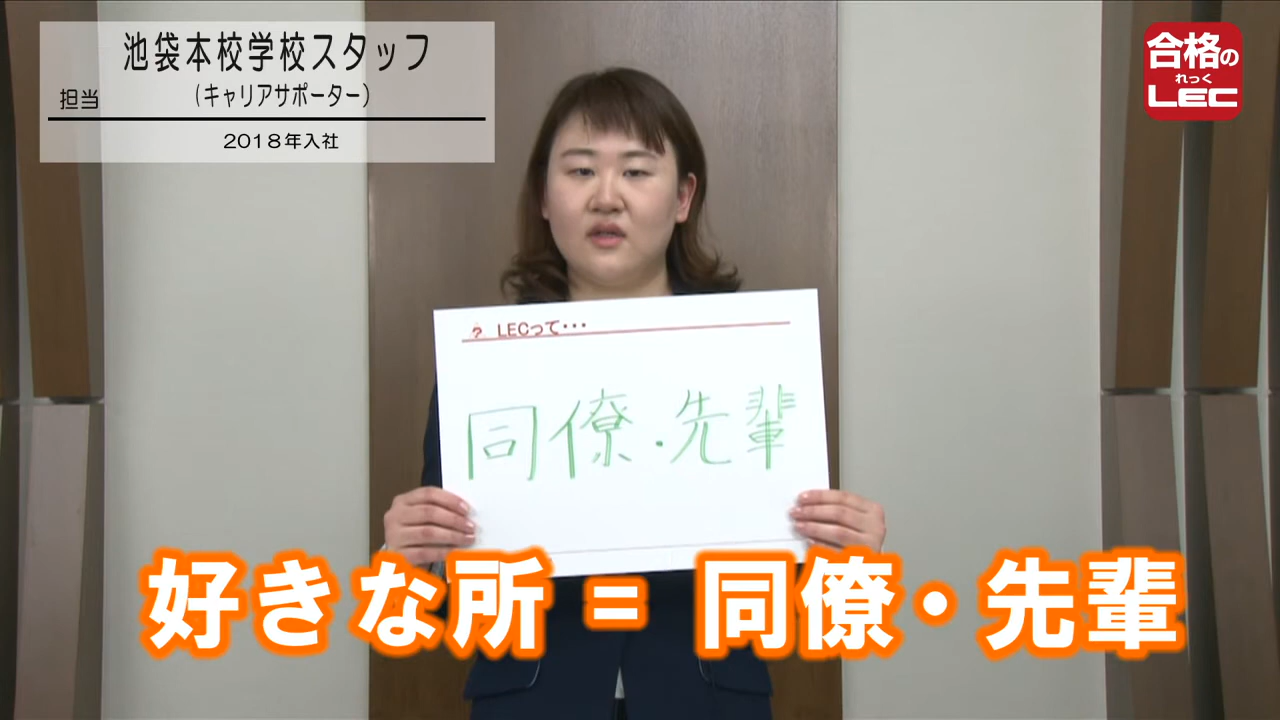 池袋本校学校スタッフ
担当 (キャリアサポーター)
2018年入社
合格の
れっく
LEC
? LECって・・・
同僚・先輩
好きな所 = 同僚・先輩